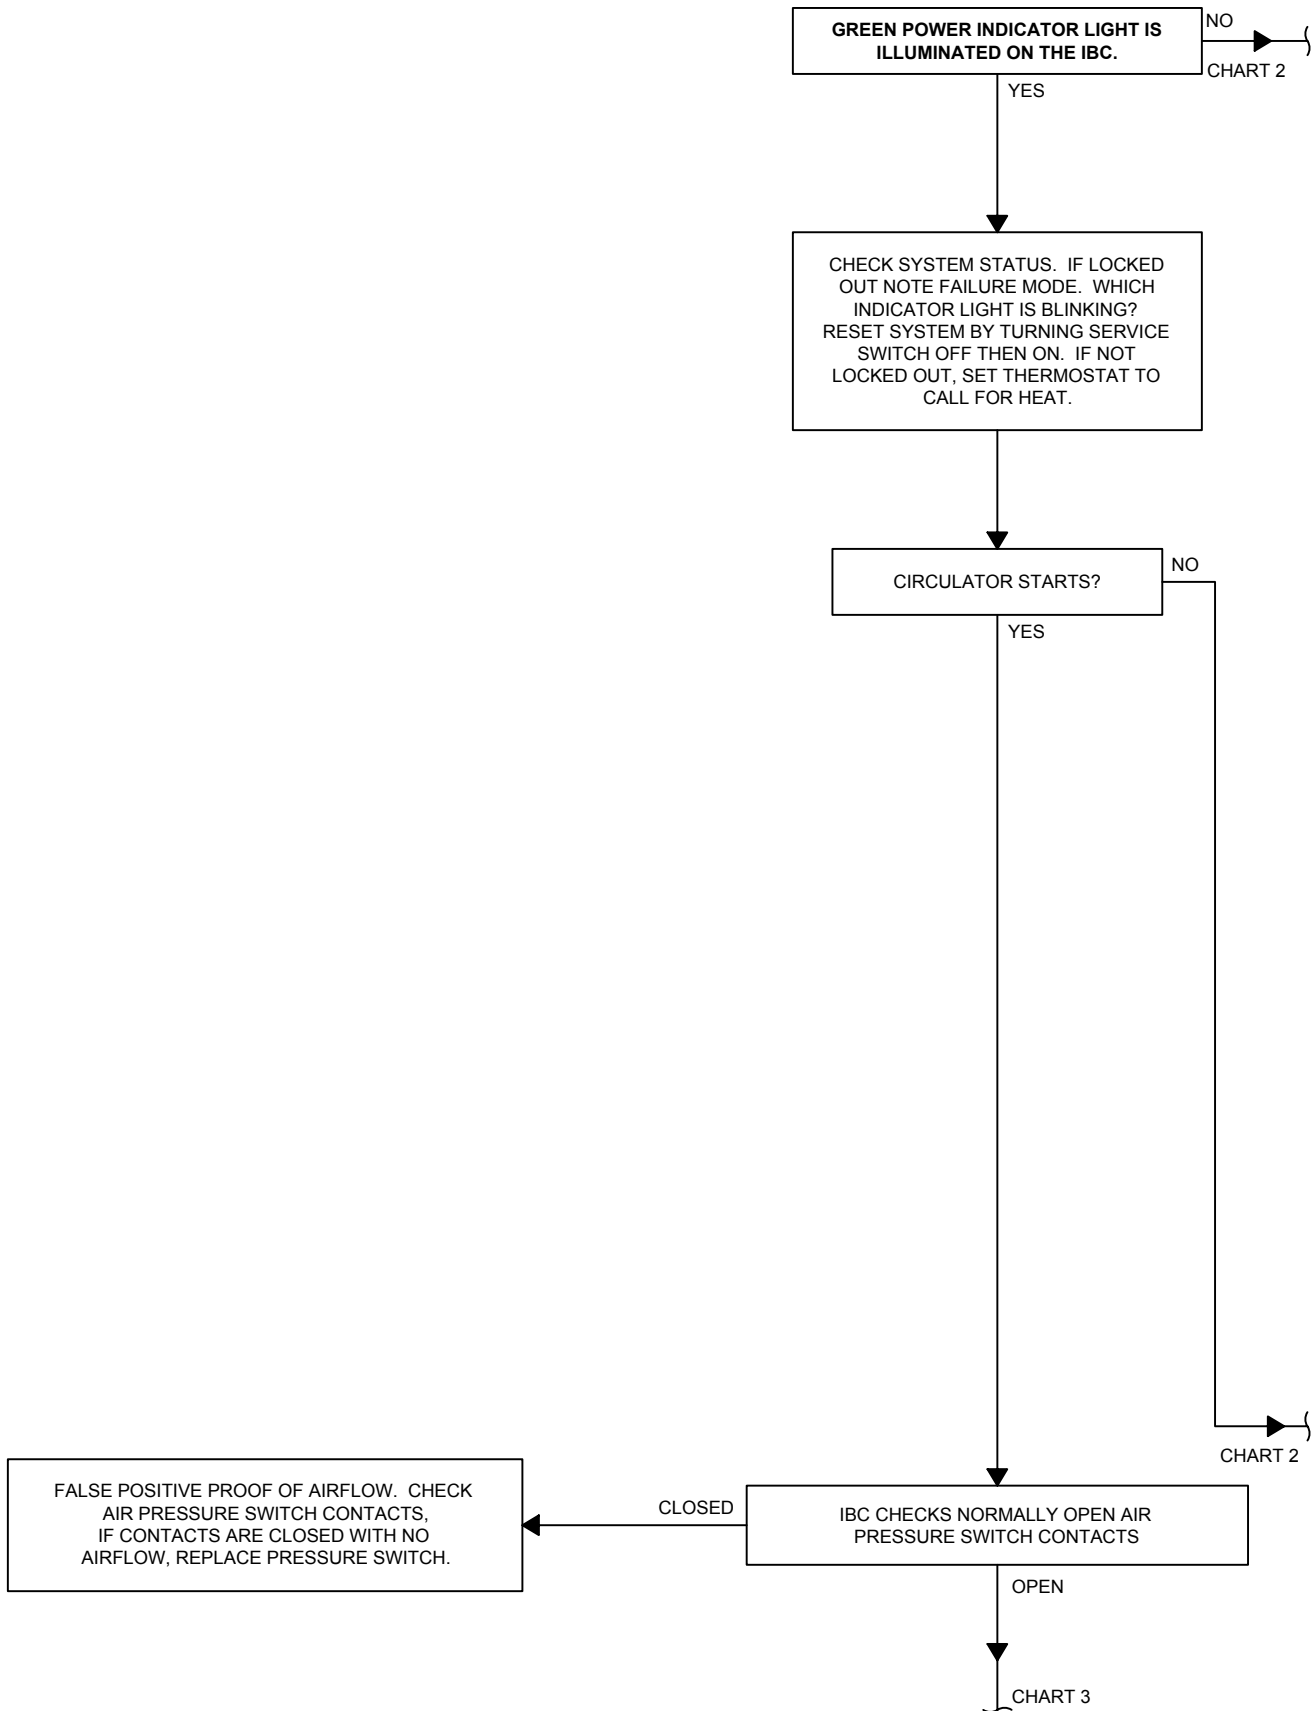 GREEN POWER INDICATOR LIGHT IS
ILLUMINATED ON THE IBC.
NO
CHART 2
YES
CHECK SYSTEM STATUS. IF LOCKED
OUT NOTE FAILURE MODE. WHICH
INDICATOR LIGHT IS BLINKING?
RESET SYSTEM BY TURNING SERVICE
SWITCH OFF THEN ON. IF NOT
LOCKED OUT, SET THERMOSTAT TO
CALL FOR HEAT.
CIRCULATOR STARTS?
NO
YES
CHART 2
FALSE POSITIVE PROOF OF AIRFLOW. CHECK
AIR PRESSURE SWITCH CONTACTS,
IF CONTACTS ARE CLOSED WITH NO
AIRFLOW, REPLACE PRESSURE SWITCH.
CLOSED
IBC CHECKS NORMALLY OPEN AIR
PRESSURE SWITCH CONTACTS
OPEN
CHART 3